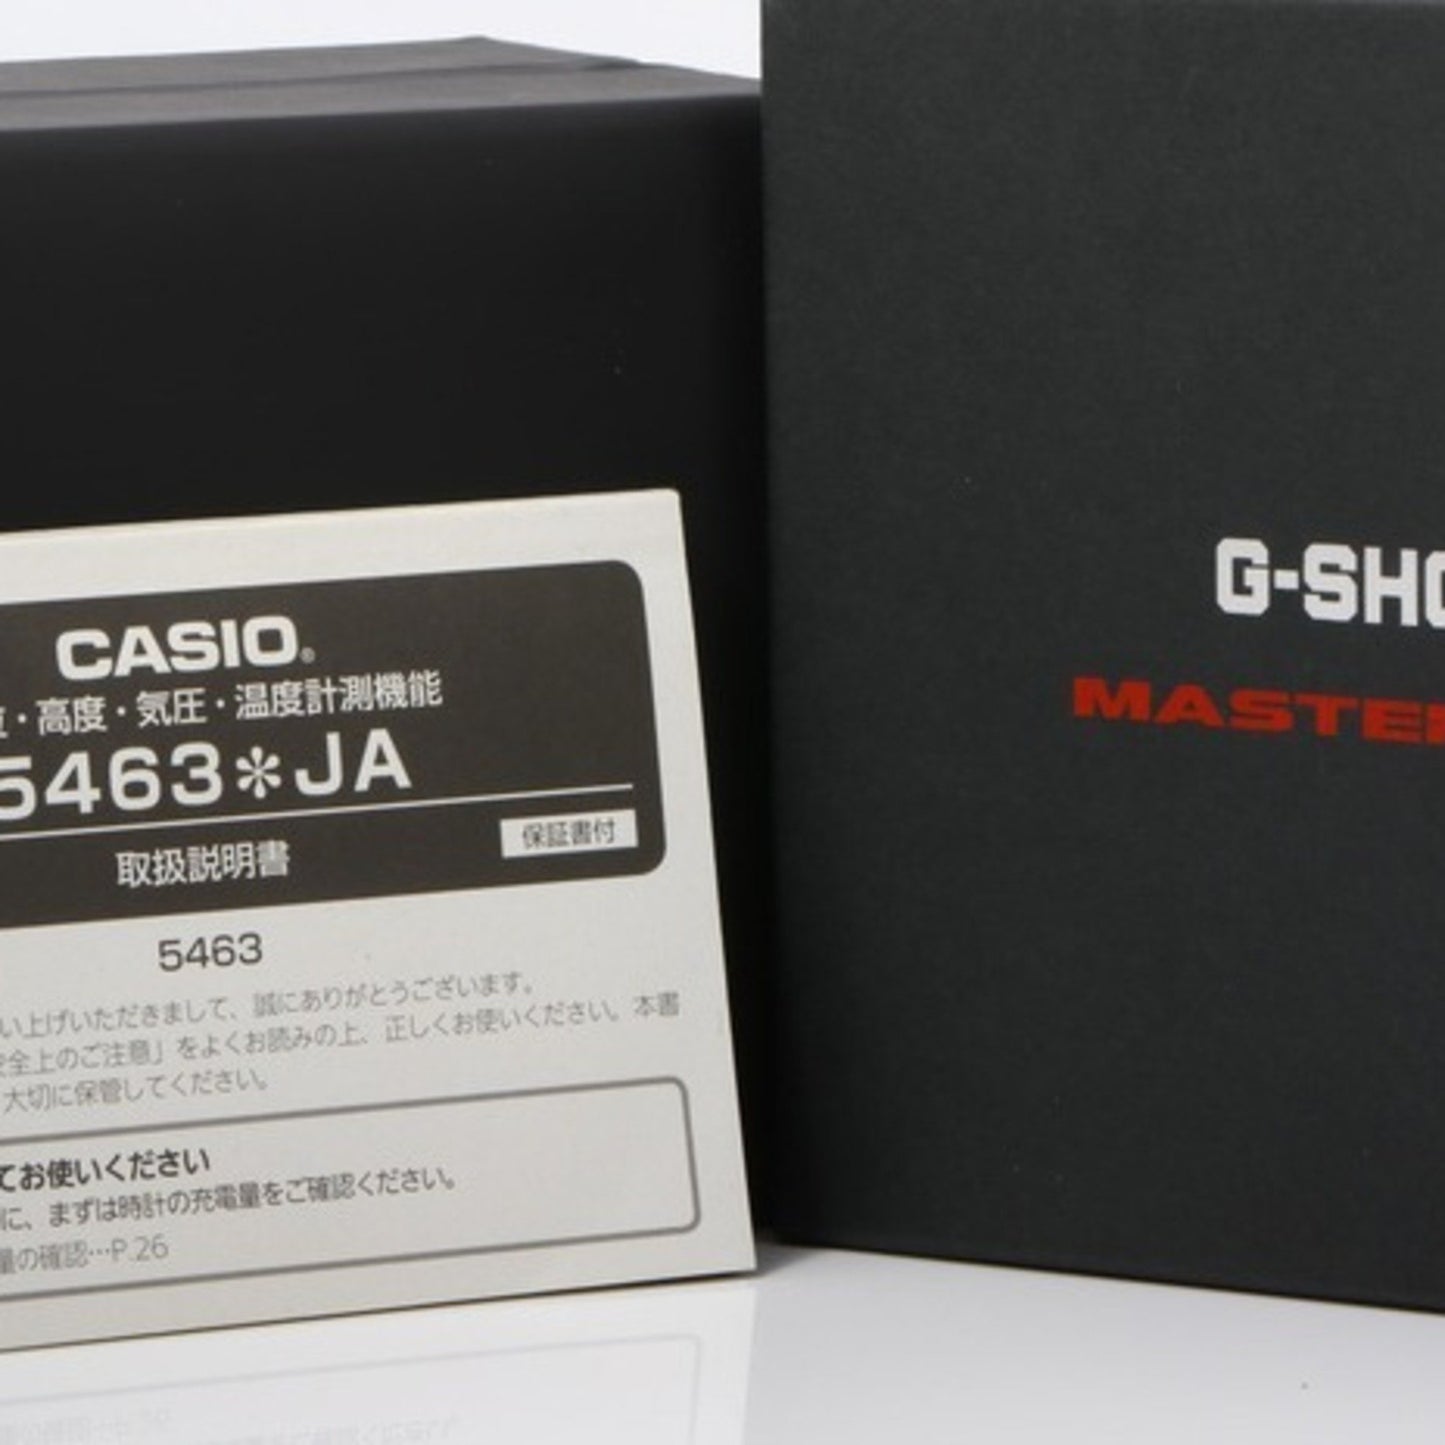 CASIO®
・高度・気圧・温度計測機能
5463*JA
取扱説明書
保証書付
5463
い上げいただきまして、誠にありがとうございます。
安全上のご注意」をよくお読みの上、正しくお使いください。本書
大切に保管してください。
てお使いください
に、まずは時計の充電量をご確認ください。
量の確認…P.26
G-SHO
MASTE